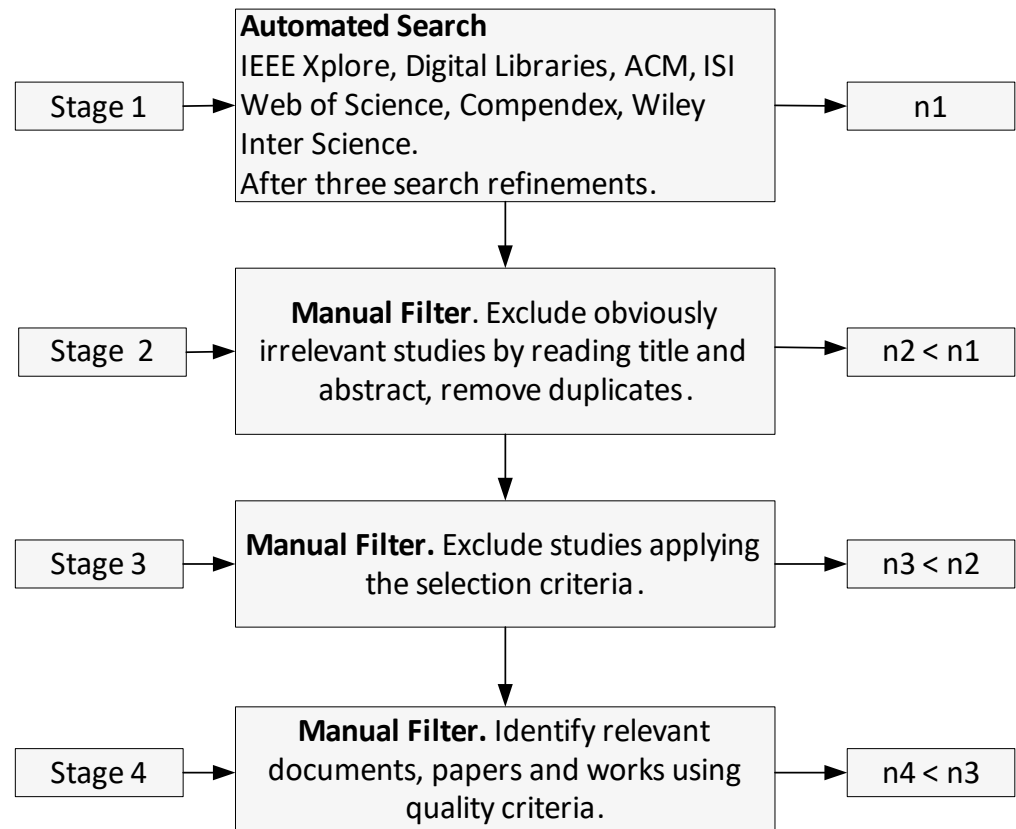 Automated Search
IEEE Xplore, Digital Libraries, ACM, ISI
Stage 1
Web of Science, Compendex, Wiley
n1
Inter Science.
After three search refinements.
Manual Filter. Exclude obviously
Stage 2
irrelevant studies by reading title and
n2 < n1
abstract, remove duplicates.
Stage 3
Manual Filter. Exclude studies applying
the selection criteria.
n3 < n2
Manual Filter. Identify relevant
Stage 4
documents, papers and works using
n4 < n3
quality criteria.